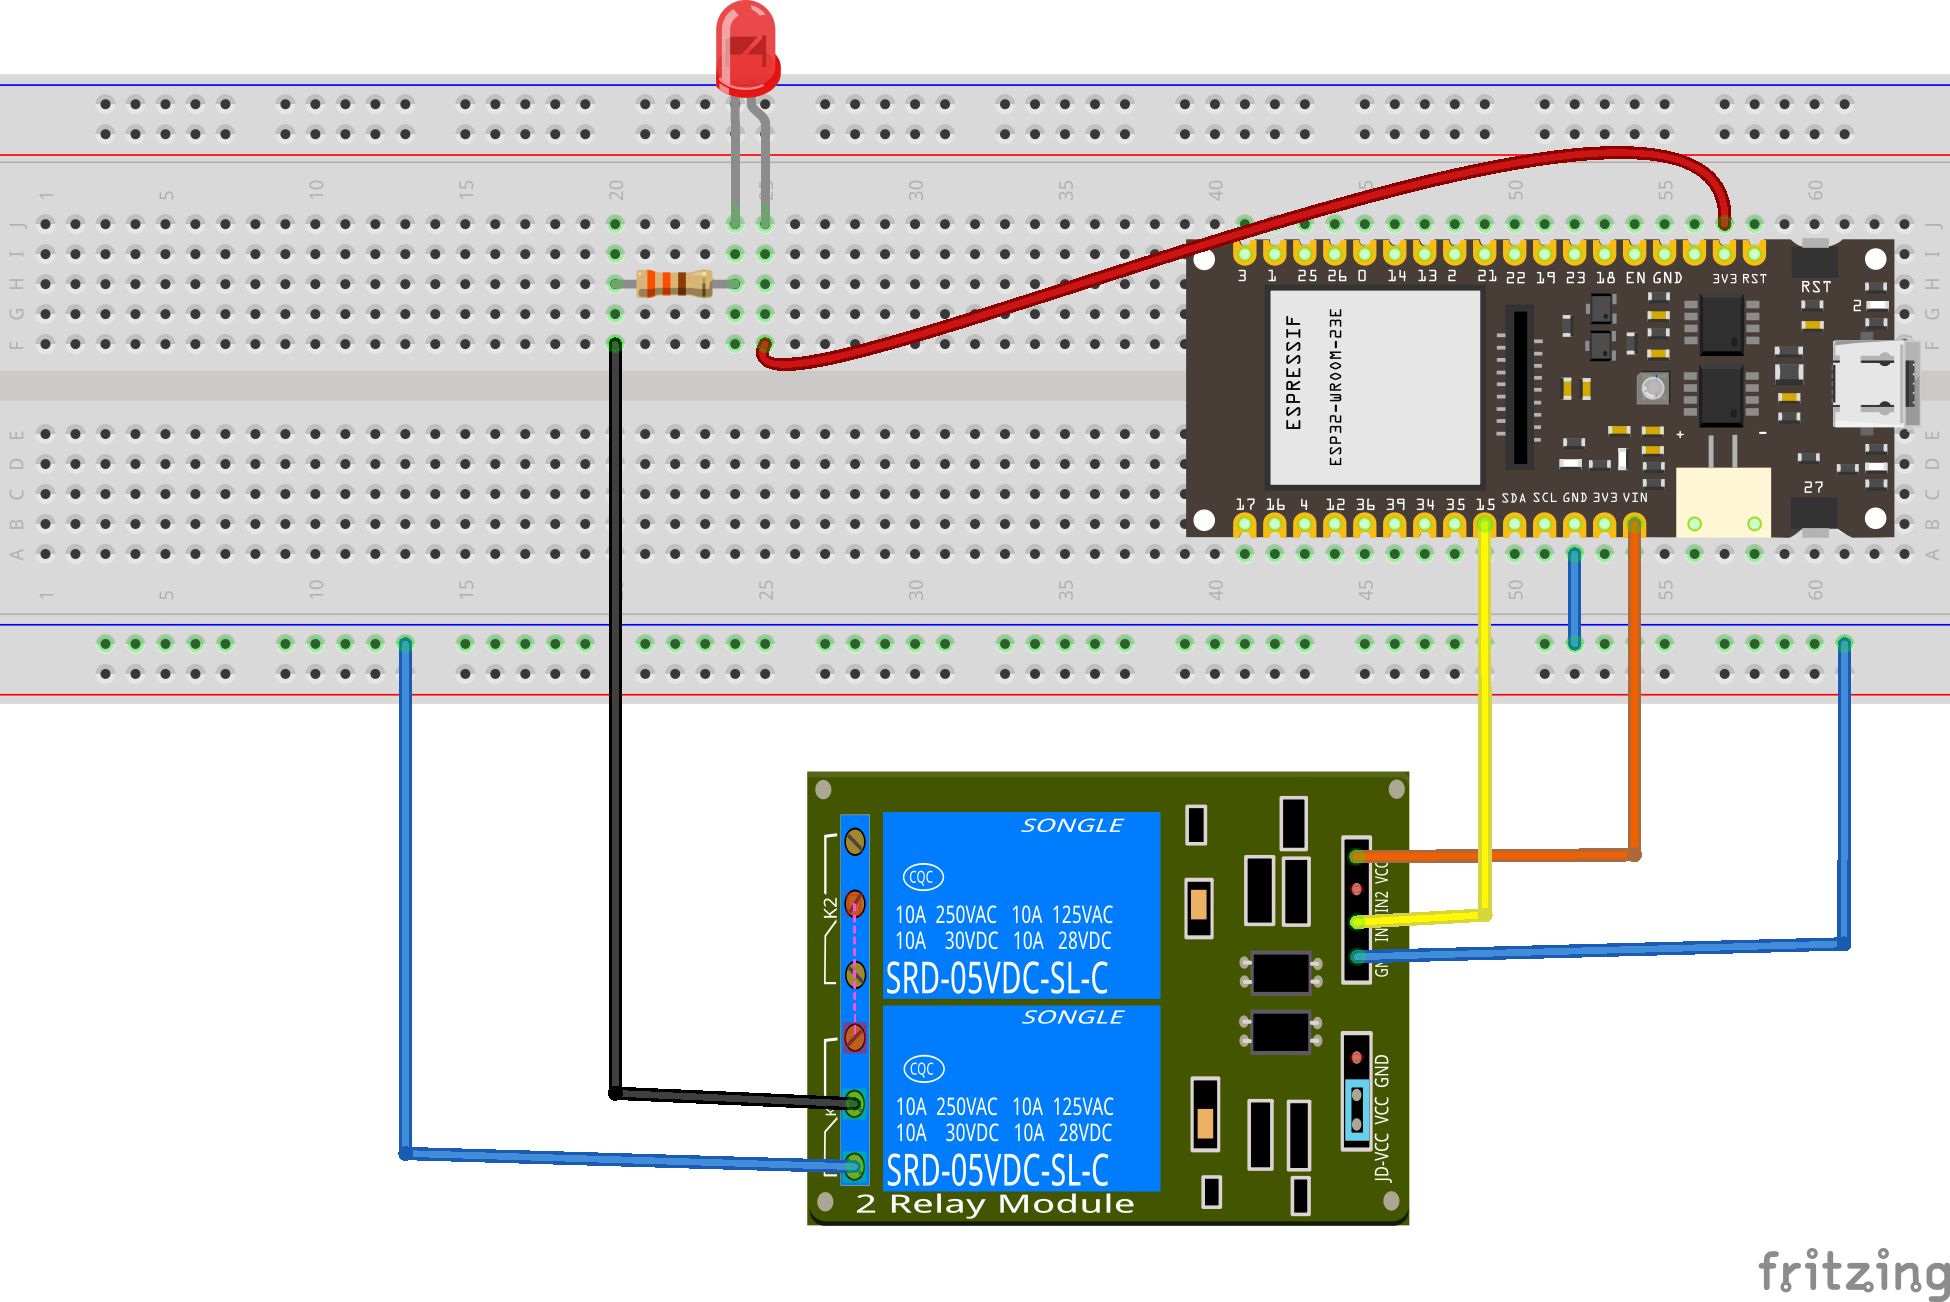 1 5 10 15 20 25 30 35 40 45 50 55 60
J J
I I
H H
G G
F F
3 1 25 26 0 14 13 2 21 22 19 23 18 EN GND 3V3 RST
RST
2
ESPRESSIF
ESP32-WROOM-23E
+ -
27
E E
D D
C C
B B
A A
17 16 4 12 36 39 34 35 15 SDA SCL GND 3V3 VIN
1 5 10 15 25 30 35 40 45 50 55 60
SONGLE
CQC
10A 250VAC 10A 125VAC
10A 30VDC 10A 28VDC
SRD-05VDC-SL-C
K2
VCC
IN2
SONGLE
CQC
10A 250VAC 10A 125VAC
10A 30VDC 10A 28VDC
SRD-05VDC-SL-C
JD-VCC VCC GND
2 Relay Module
fritzing